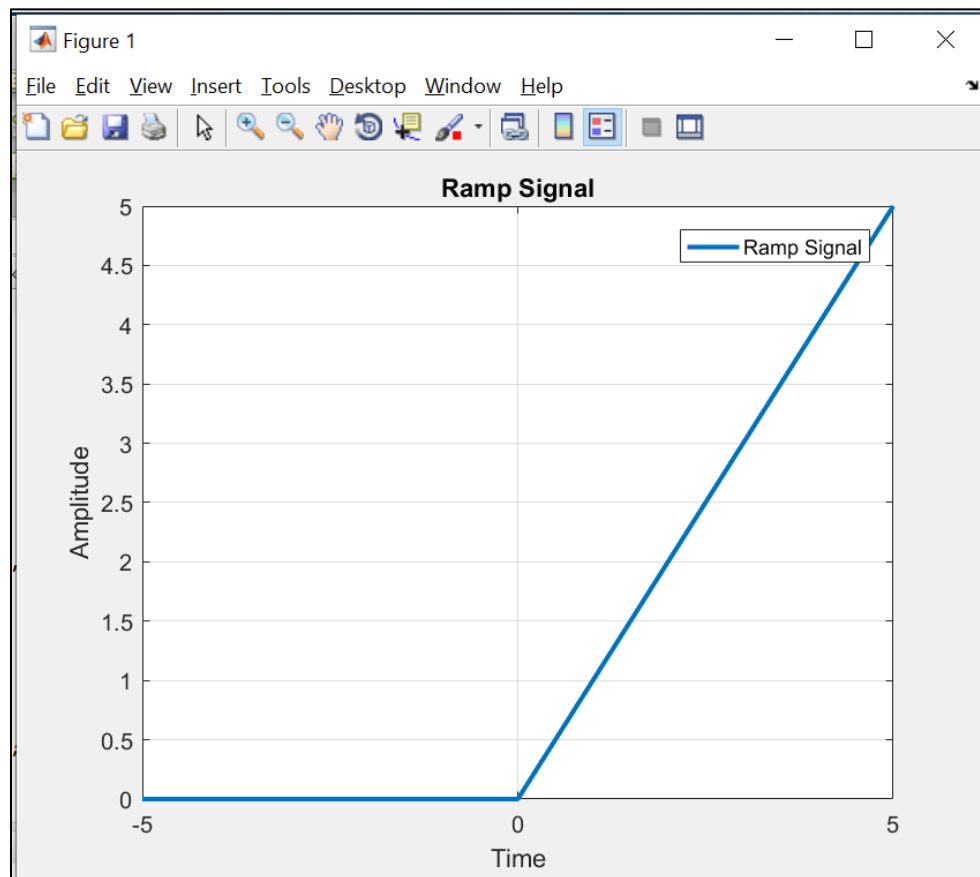 Figure 1
File Edit View Insert Tools Desktop Window Help
Ramp Signal
Ramp Signal
5
4.5
4
3.5
3
2.5
2
1.5
1
0.5
0
Amplitude
-5 0 5
Time